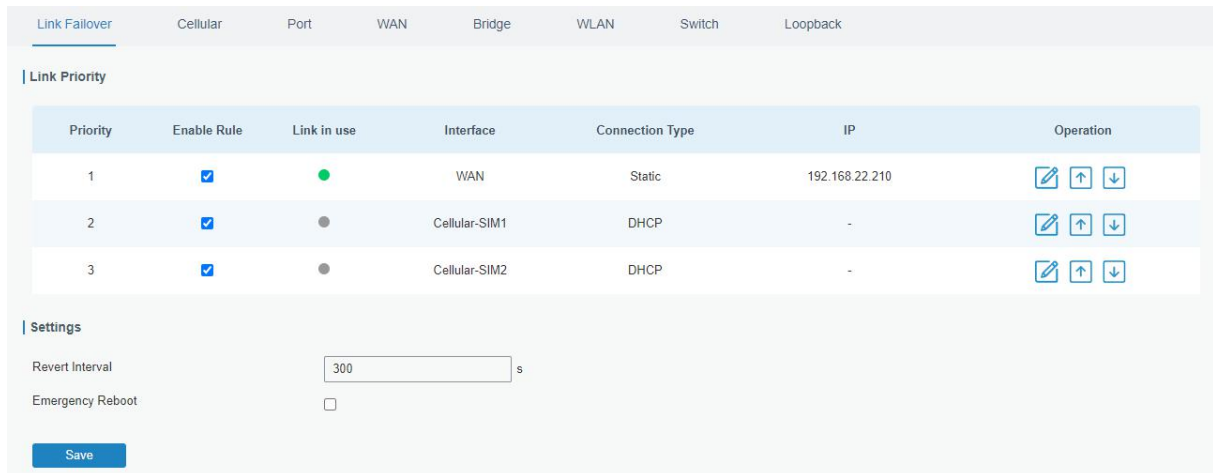 Link Failover Cellular Port WAN Bridge WLAN Switch Loopback
Link Priority
Priority Enable Rule Link in use Interface Connection Type IP Operation
1 WAN Static 192.168.22.210
2 Cellular-SIM1 DHCP -
3 Cellular-SIM2 DHCP -
Settings
Revert Interval 300 s
Emergency Reboot
Save